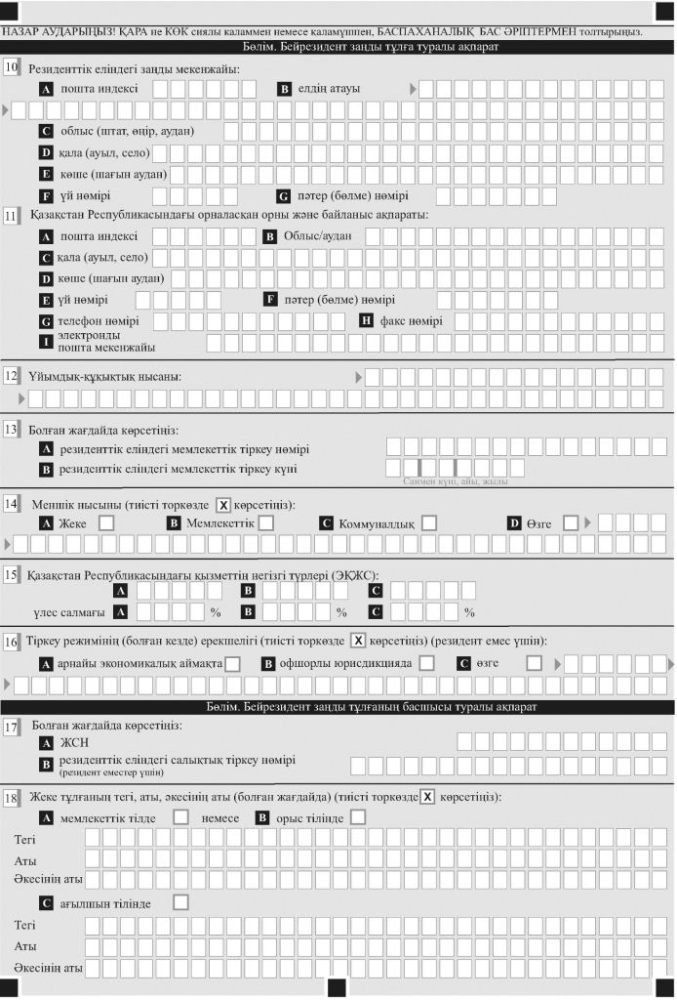 НАЗАР АУДАРЫҢЫЗ! ҚАРА не КӨК сиялы қаламмен немесе қаламұшпен, БАСПАХАНАЛЫҚ БАС ӘРІПТЕРМЕН толтырыңыз.
Бөлім. Бейрезидент заңды тұлға туралы ақпарат
10 Резиденттік еліндегі заңды мекенжайы:
A пошта индексі B елдің атауы
C облыс (штат, өңір, аудан)
D қала (ауыл, село)
E көше (шағын аудан)
F үй нөмірі G пәтер (бөлме) нөмірі
11 Қазақстан Республикасындағы орналасқан орны және байланыс ақпараты:
A пошта индексі B Облыс/аудан
C қала (ауыл, село)
D көше (шағын аудан)
E үй нөмірі F пәтер (бөлме) нөмірі
G телефон нөмірі H факс нөмірі
I электронды
пошта мекенжайы
12 Ұйымдық-құқықтық нысаны:
13 Болған жағдайда көрсетіңіз:
A резиденттік еліндегі мемлекеттік тіркеу нөмірі
B резиденттік еліндегі мемлекеттік тіркеу күні
Санмен күні, айы, жылы
14 Меншік нысыны (тиісті торкөзде X көрсетіңіз):
A Жеке B Мемлекеттік C Коммуналдық D Өзге
15 Қазақстан Республикасындағы қызметтің негізгі түрлері (ЭҚЖС):
A B C
үлес салмағы A % B % C %
16 Тіркеу режимінің (болған кезде) ерекшелігі (тиісті торкөзде X көрсетіңіз) (резидент емес үшін):
A арнайы экономикалық аймақта B офшорлы юрисдикцияда C өзге
Бөлім. Бейрезидент заңды тұлғаның басшысы туралы ақпарат
17 Болған жағдайда көрсетіңіз:
A ЖСН
B резиденттік еліндегі салықтық тіркеу нөмірі
(резидент еместер үшін)
18 Жеке тұлғаның тегі, аты, әкесінің аты (болған жағдайда) (тиісті торкөзде X көрсетіңіз):
A мемлекеттік тілде немесе B орыс тілінде
Тегі
Аты
Әкесінің аты
C ағылшын тілінде
Тегі
Аты
Әкесінің аты